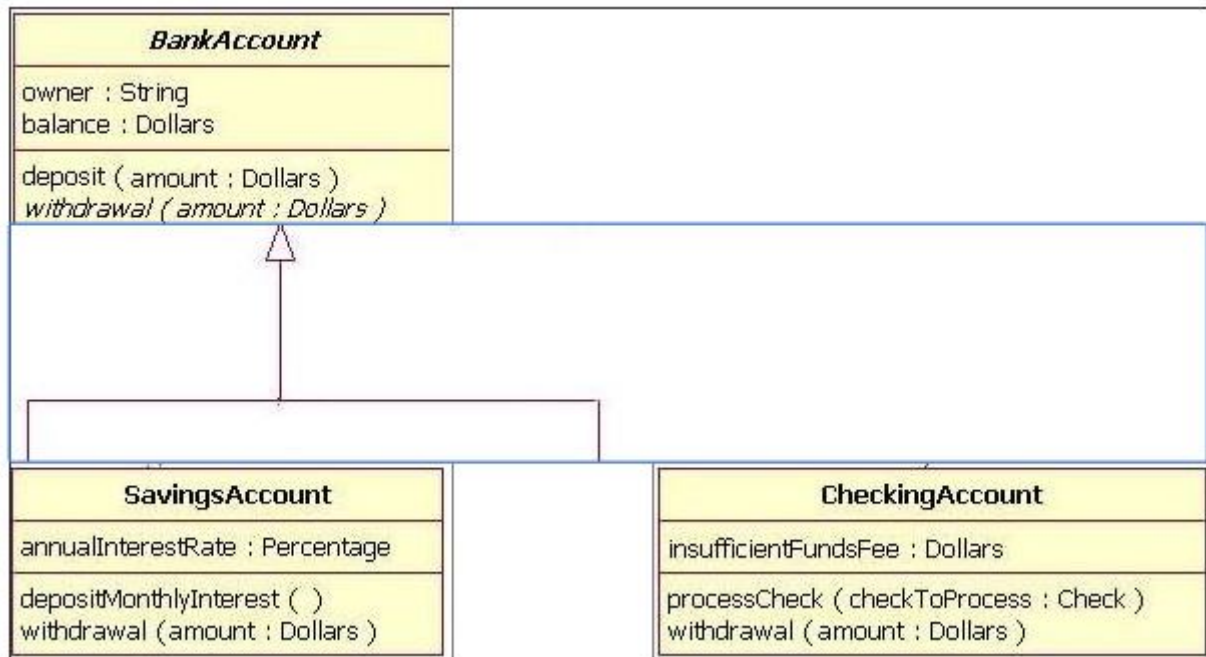 BankAccount
owner : String
balance : Dollars
deposit ( amount : Dollars )
withdrawal ( amount : Dollars )
SavingsAccount
annualInterestRate : Percentage
depositMonthlyInterest ( )
withdrawal ( amount : Dollars )
CheckingAccount
insufficientFundsFee : Dollars
processCheck ( checkToProcess : Check )
withdrawal ( amount : Dollars )